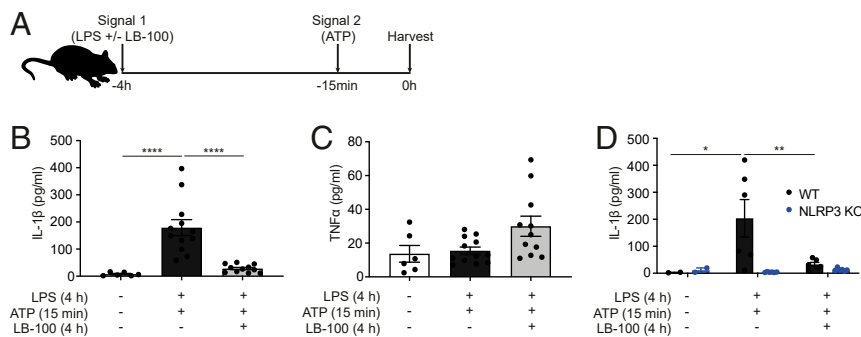 A
Signal 1
(LPS +/- LB-100)
Signal 2
(ATP)
Harvest
-4h
-15min
0h
B
IL-1β (pg/ml)
500
400
300
200
100
0
**** ****
LPS (4 h) - + +
ATP (15 min) - + +
LB-100 (4 h) - - +
C
TNFα (pg/ml)
80
60
40
20
0
LPS (4 h) - + +
ATP (15 min) - + +
LB-100 (4 h) - - +
D
IL-1β (pg/ml)
500
400
300
200
100
0
* **
WT
NLRP3 KO
LPS (4 h) - + +
ATP (15 min) - + +
LB-100 (4 h) - - +